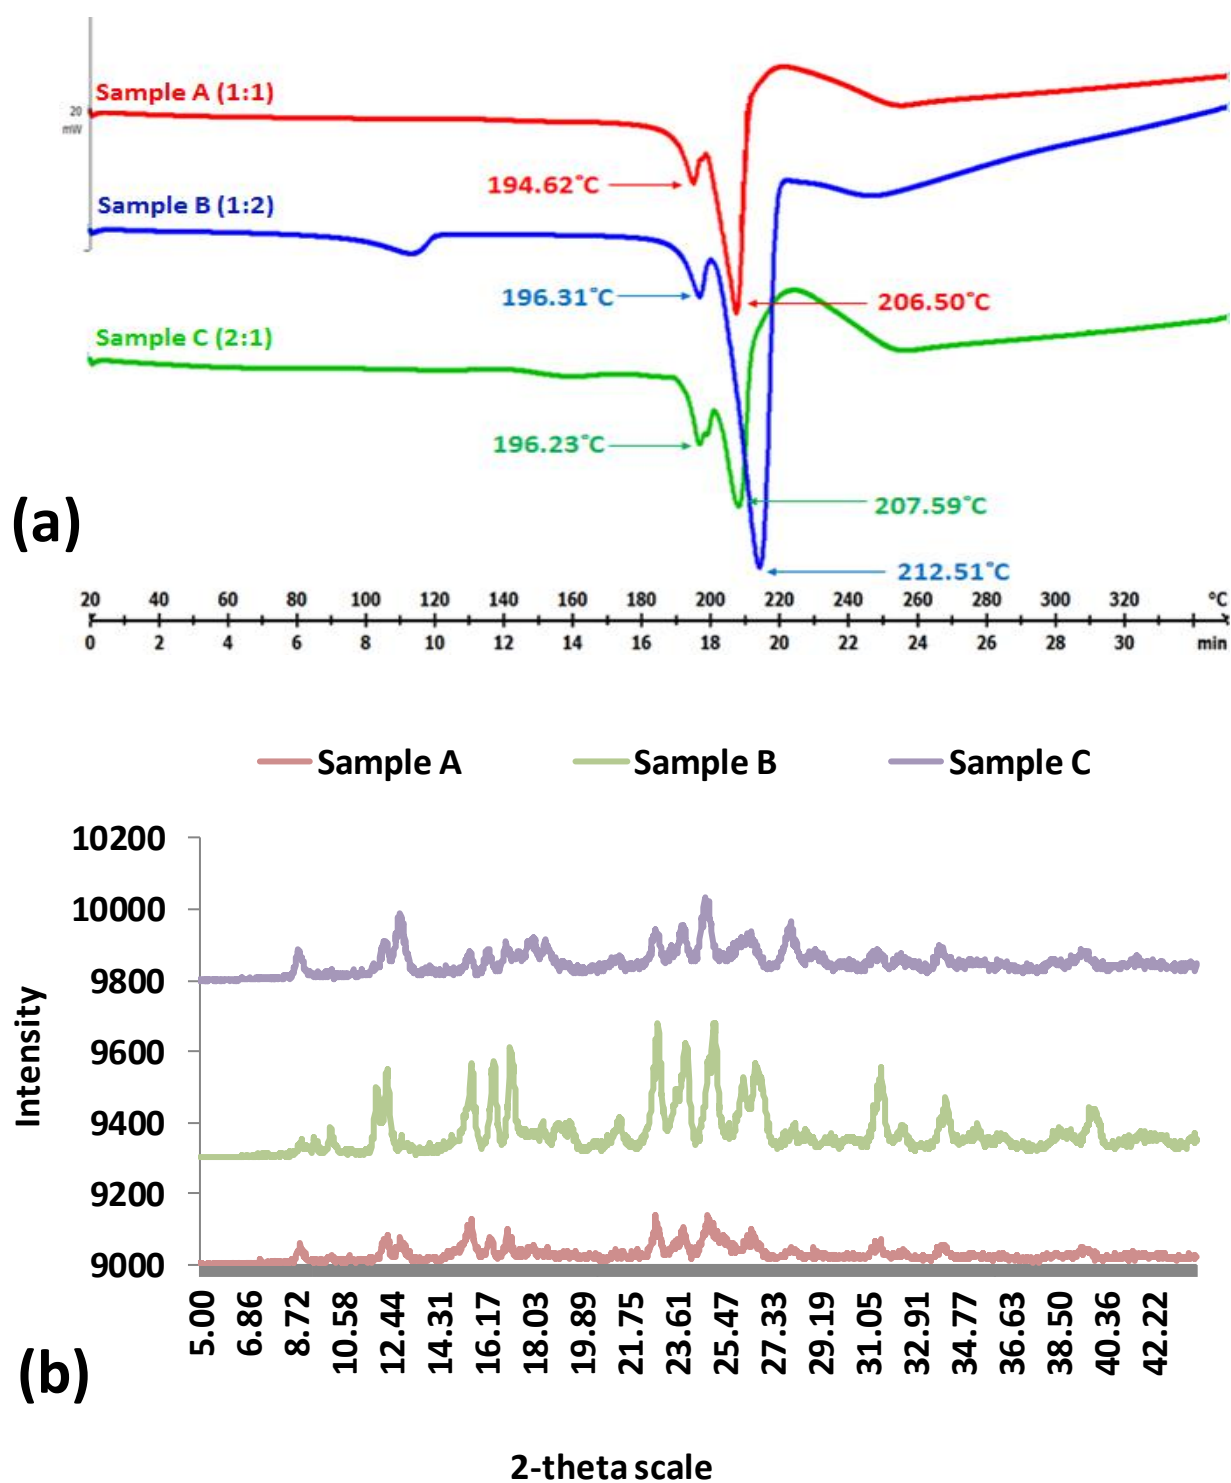 Sample A (1:1)
20
mW
194.62°C
Sample B (1:2)
196.31°C
206.50°C
Sample C (2:1)
196.23°C
207.59°C
(a)
212.51°C
20 40 60 80 100 120 140 160 180 200 220 240 260 280 300 320 °C
0 2 4 6 8 10 12 14 16 18 20 22 24 26 28 30 min
Sample A Sample B Sample C
10200
10000
9800
9600
9400
9200
9000
Intensity
5.00 6.86 8.72 10.58 12.44 14.31 16.17 18.03 19.89 21.75 23.61 25.47 27.33 29.19 31.05 32.91 34.77 36.63 38.50 40.36 42.22
(b)
2-theta scale